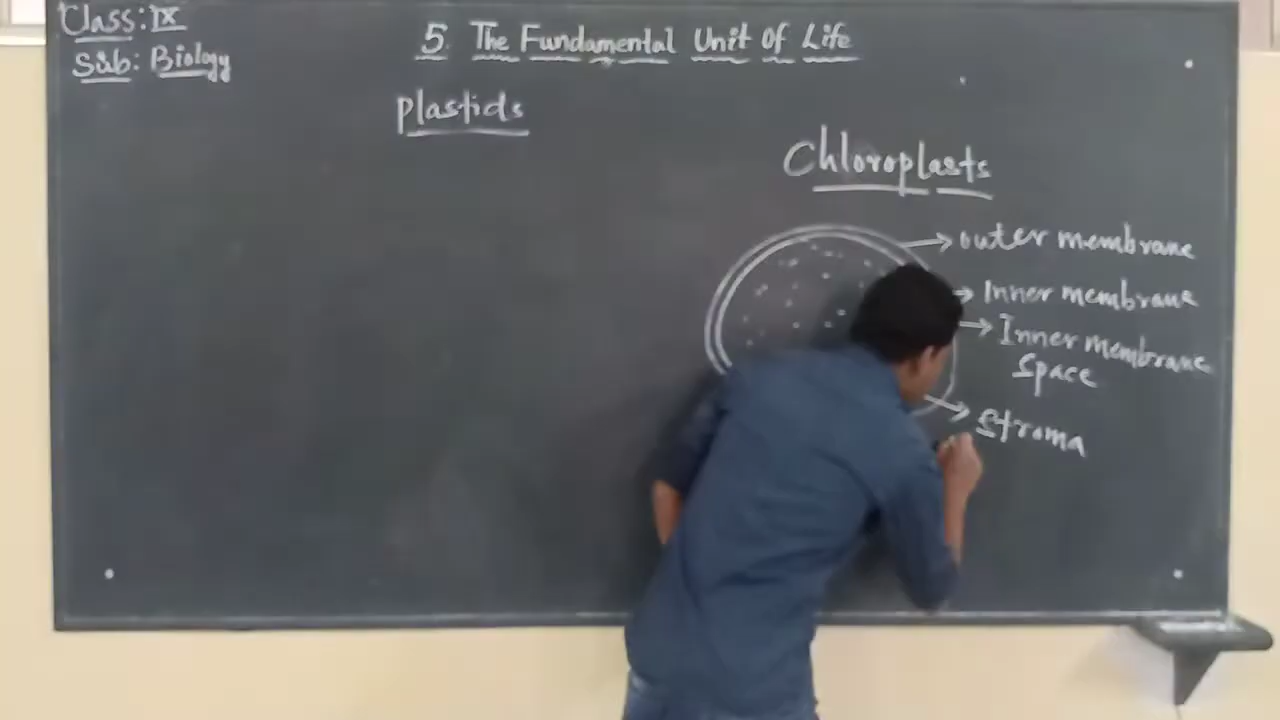 Class: IX
Sub: Biology
5. The Fundamental Unit Of Life
Plastids
Chloroplasts
outer membrane
Inner membrane
Inner membrane
Space
Stroma